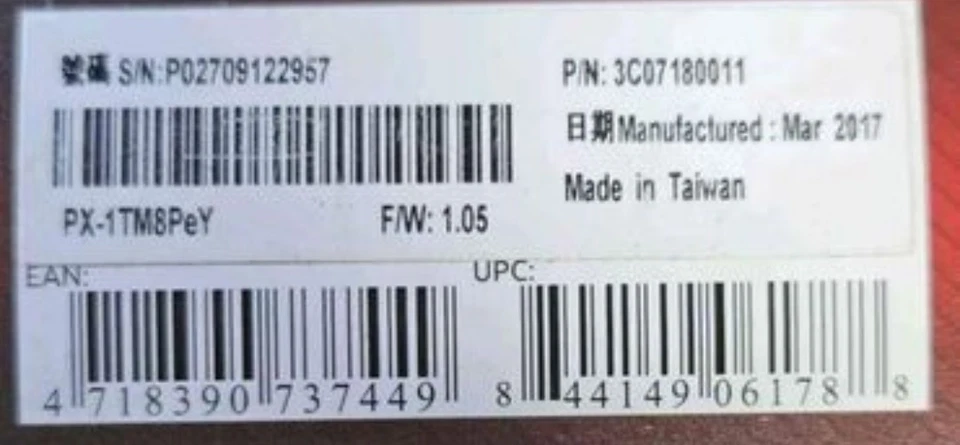 號碼 S/N:P02709122957
P/N: 3C07180011
日期Manufactured : Mar 2017
Made in Taiwan
PX-1TM8PeY F/W: 1.05
EAN:
4 718390 737449
UPC:
8 44149 06178 8